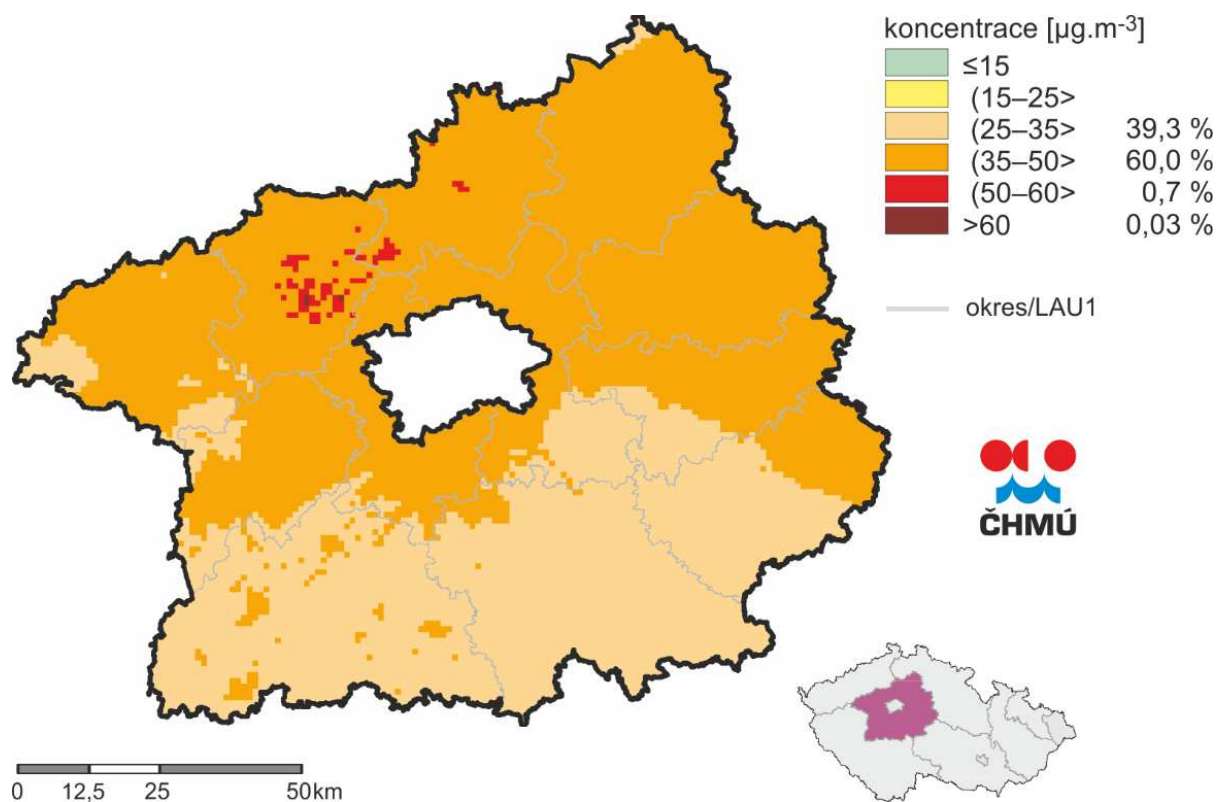 koncentrace [µg.m-3]
≤15
(15–25>
(25–35> 39,3 %
(35–50> 60,0 %
(50–60> 0,7 %
>60 0,03 %
okres/LAU1
ČHMÚ
0 12,5 25 50km